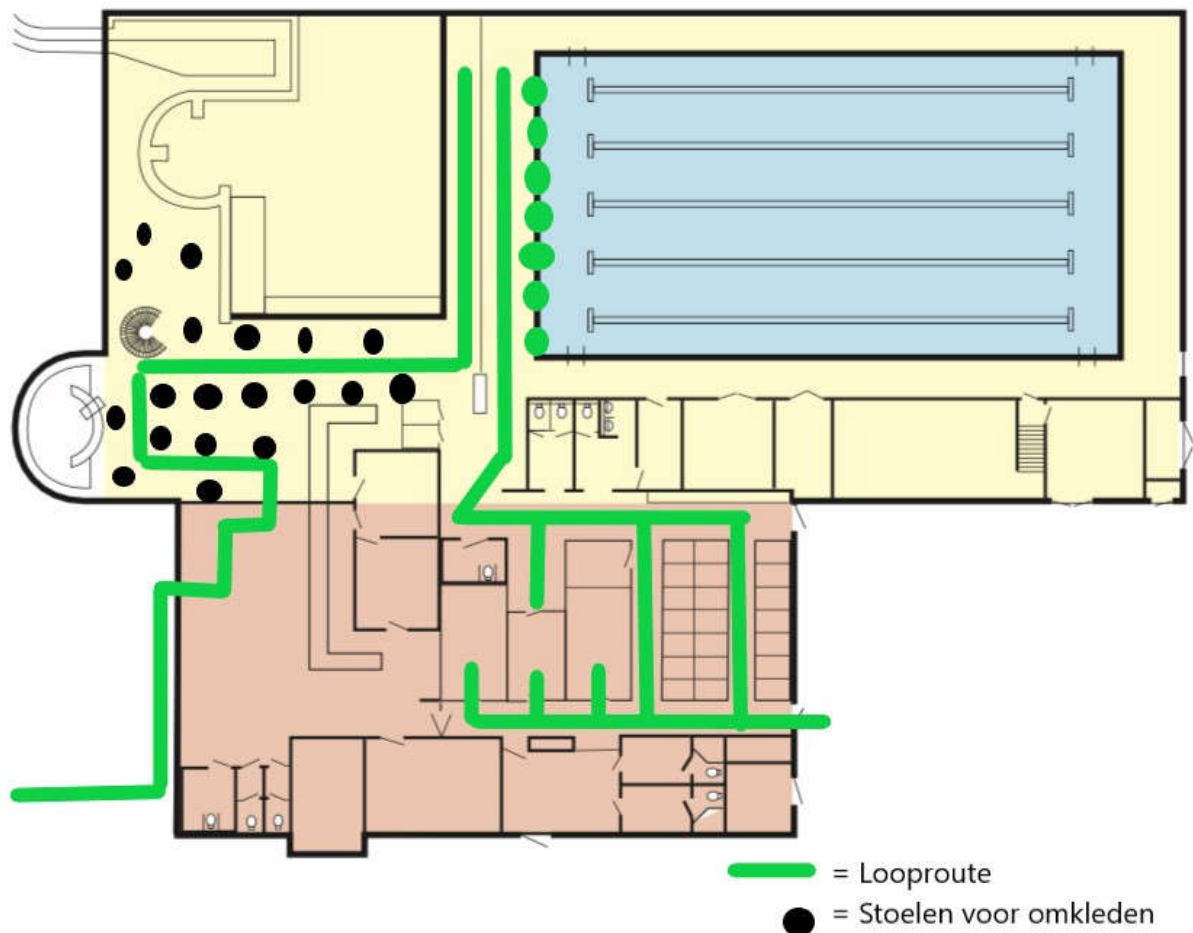 = Looproute
= Stoelen voor omkleden